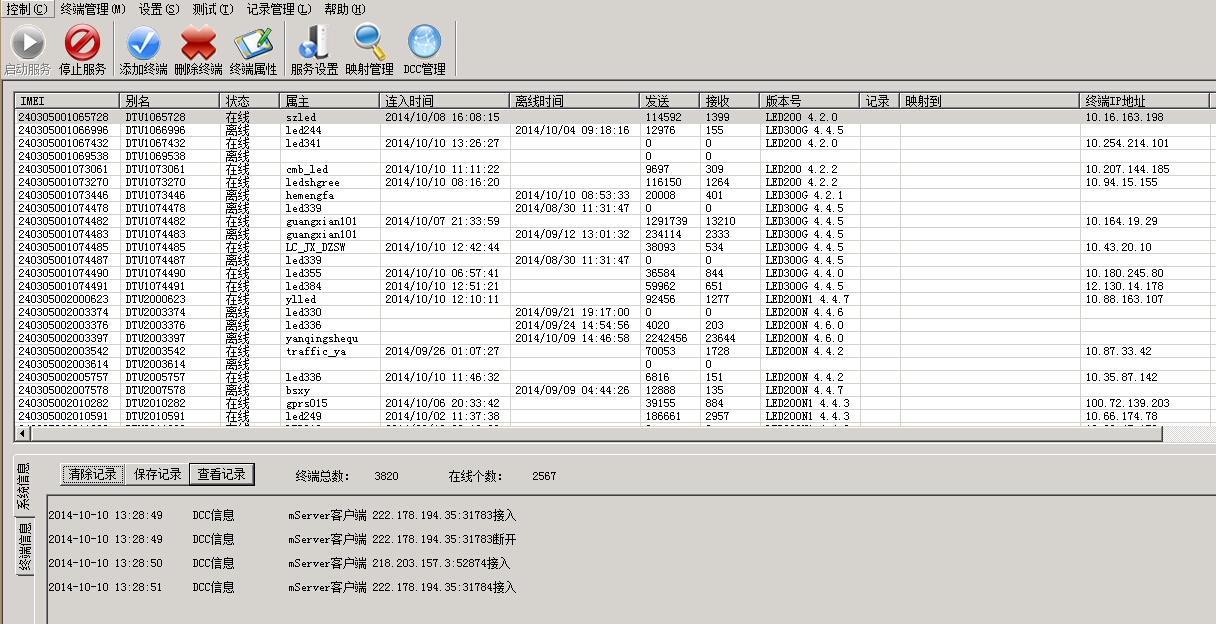 控制(C) 终端管理(M) 设置(S) 测试(T) 记录管理(L) 帮助(H)
启动服务 停止服务 添加终端 删除终端 终端属性 服务设置 映射管理 DCC管理
IMEI 别名 状态 属主 连入时间 离线时间 发送 接收 版本号 记录 映射到 终端IP地址
240305001065728 DTU1065728 在线 szled 2014/10/08 16:08:15 114592 1399 LED200 4.2.0 10.16.163.198
240305001066996 DTU1066996 离线 led244 2014/10/04 09:18:16 12976 155 LED300G 4.4.5
240305001067432 DTU1067432 在线 led341 2014/10/10 13:26:27 0 0 LED200 4.2.0 10.254.214.101
240305001069538 DTU1069538 离线 0 0
240305001073061 DTU1073061 在线 cmb_led 2014/10/10 11:11:22 9697 309 LED200 4.2.2 10.207.144.185
240305001073270 DTU1073270 在线 ledshgree 2014/10/10 08:16:20 116150 1264 LED200 4.2.2 10.94.15.155
240305001073446 DTU1073446 离线 hemengfa 2014/10/10 08:53:33 20008 401 LED300G 4.2.1
240305001074478 DTU1074478 离线 led339 2014/08/30 11:31:47 0 0 LED300G 4.4.5
240305001074482 DTU1074482 在线 guangxian101 2014/10/07 21:33:59 1291739 13210 LED300G 4.4.5 10.164.19.29
240305001074483 DTU1074483 离线 guangxian101 2014/09/12 13:01:32 234114 2333 LED300G 4.4.5
240305001074485 DTU1074485 在线 LC_JX_DZSW 2014/10/10 12:42:44 38093 534 LED300G 4.4.5 10.43.20.10
240305001074487 DTU1074487 离线 led339 2014/08/30 11:31:47 0 0 LED300G 4.4.5
240305001074490 DTU1074490 在线 led355 2014/10/10 06:57:41 36584 844 LED300G 4.4.0 10.180.245.80
240305001074491 DTU1074491 在线 led384 2014/10/10 12:51:21 59962 651 LED300G 4.4.5 12.130.14.178
240305002000623 DTU2000623 在线 ylled 2014/10/10 12:10:11 92456 1277 LED200N1 4.4.7 10.88.163.107
240305002003374 DTU2003374 离线 led330 2014/09/21 19:17:00 0 0 LED200N 4.4.6
240305002003376 DTU2003376 离线 led336 2014/09/24 14:54:56 4020 203 LED200N 4.6.0
240305002003397 DTU2003397 离线 yanqingshequ 2014/10/09 14:46:58 2242456 23644 LED200N 4.6.0
240305002003542 DTU2003542 在线 traffic_ya 2014/09/26 01:07:27 70053 1728 LED200N 4.4.2 10.87.33.42
240305002003614 DTU2003614 离线 0 0
240305002005757 DTU2005757 在线 led336 2014/10/10 11:46:32 6816 151 LED200N 4.4.2 10.35.87.142
240305002007578 DTU2007578 离线 bsxy 2014/09/09 04:44:26 12888 135 LED200N 4.4.7
240305002010282 DTU2010282 在线 gprs015 2014/10/06 20:33:42 39155 884 LED200N1 4.4.3 100.72.139.203
240305002010591 DTU2010591 在线 led249 2014/10/02 11:37:38 186661 2957 LED200N1 4.4.3 10.66.174.78
系统信息
终端信息
清除记录 保存记录 查看记录 终端总数: 3820 在线个数: 2567
2014-10-10 13:28:49 DCC信息 mServer客户端 222.178.194.35:31783接入
2014-10-10 13:28:49 DCC信息 mServer客户端 222.178.194.35:31783断开
2014-10-10 13:28:50 DCC信息 mServer客户端 218.203.157.3:52874接入
2014-10-10 13:28:51 DCC信息 mServer客户端 222.178.194.35:31784接入